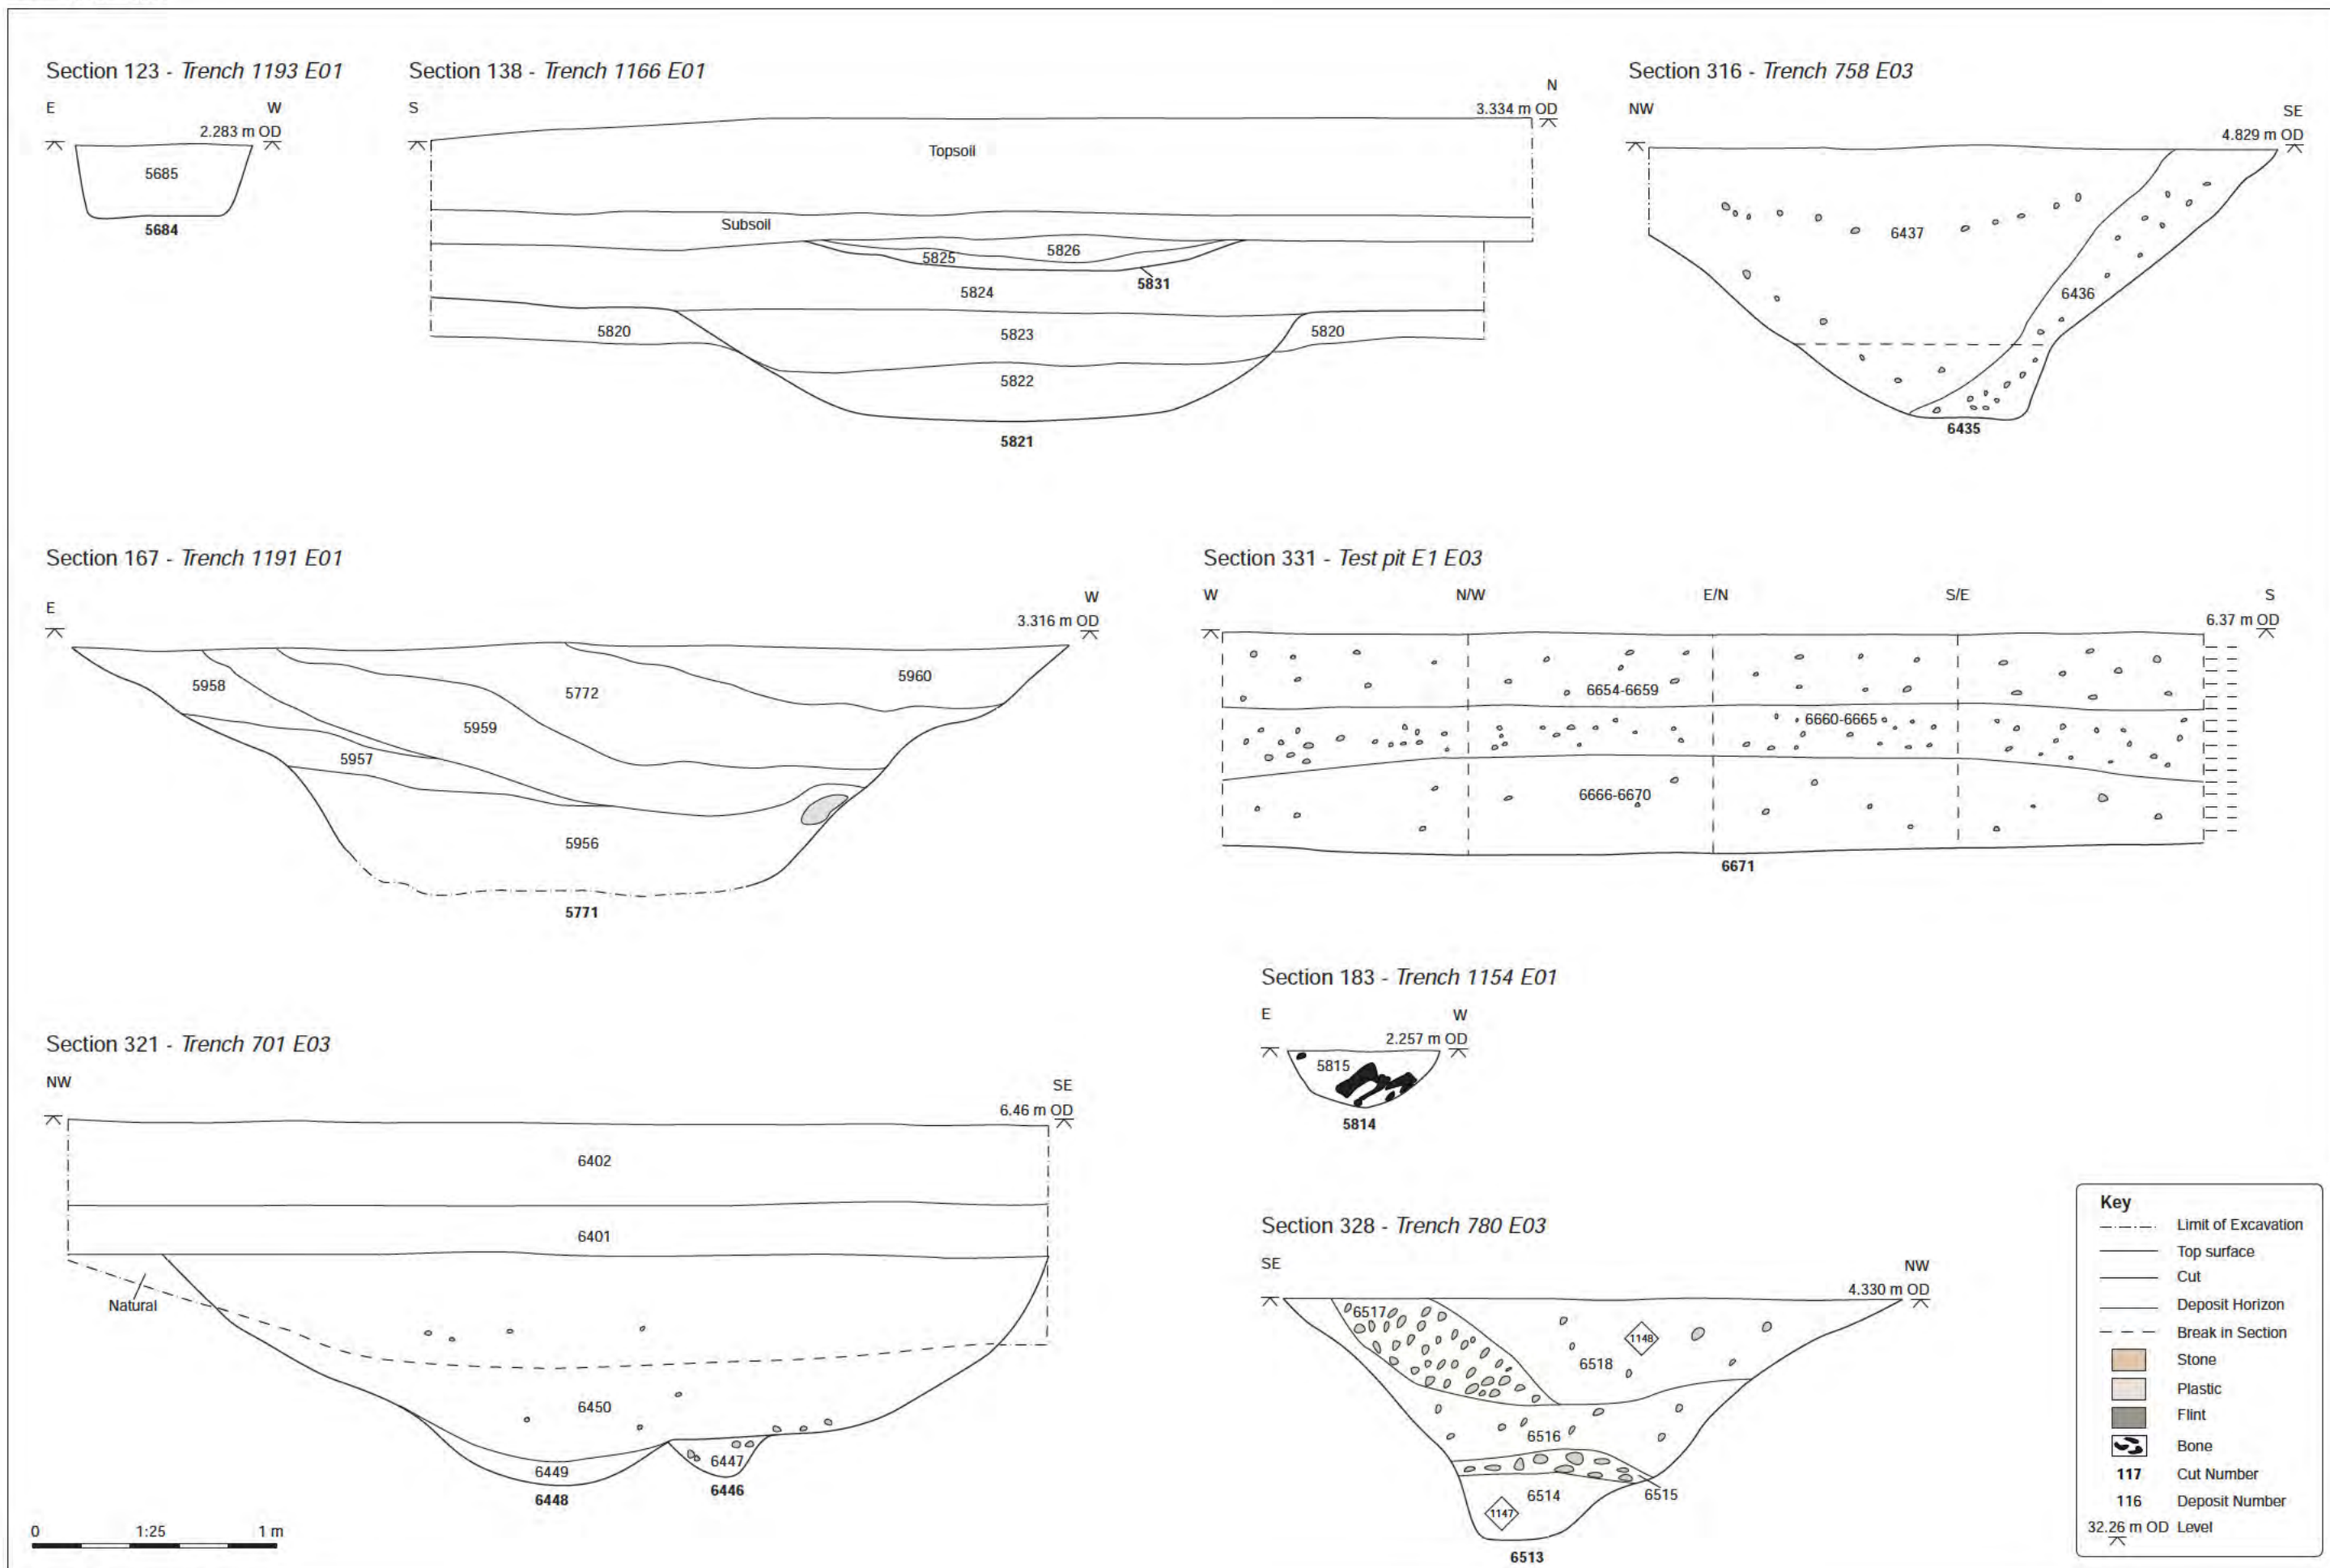 Section 123 - Trench 1193 E01
E
W
2.283 m OD
5685
5684
Section 138 - Trench 1166 E01
S
N
3.334 m OD
Topsoil
Subsoil
5826
5825
5831
5824
5820
5823
5820
5822
5821
Section 316 - Trench 758 E03
NW
SE
4.829 m OD
6437
6436
6435
Section 167 - Trench 1191 E01
E
W
3.316 m OD
5958
5772
5960
5959
5957
5956
5771
Section 331 - Test pit E1 E03
W
N/W
E/N
S/E
S
6.37 m OD
6654-6659
6660-6665
6666-6670
6671
Section 183 - Trench 1154 E01
E
W
2.257 m OD
5815
5814
Section 321 - Trench 701 E03
NW
SE
6.46 m OD
6402
6401
Natural
6450
6449
6447
6448
6446
0 1:25 1 m
Section 328 - Trench 780 E03
SE
NW
4.330 m OD
6517
1148
6518
6516
6514
6515
1147
6513
Key
Limit of Excavation
Top surface
Cut
Deposit Horizon
Break in Section
Stone
Plastic
Flint
Bone
117 Cut Number
116 Deposit Number
32.26 m OD Level